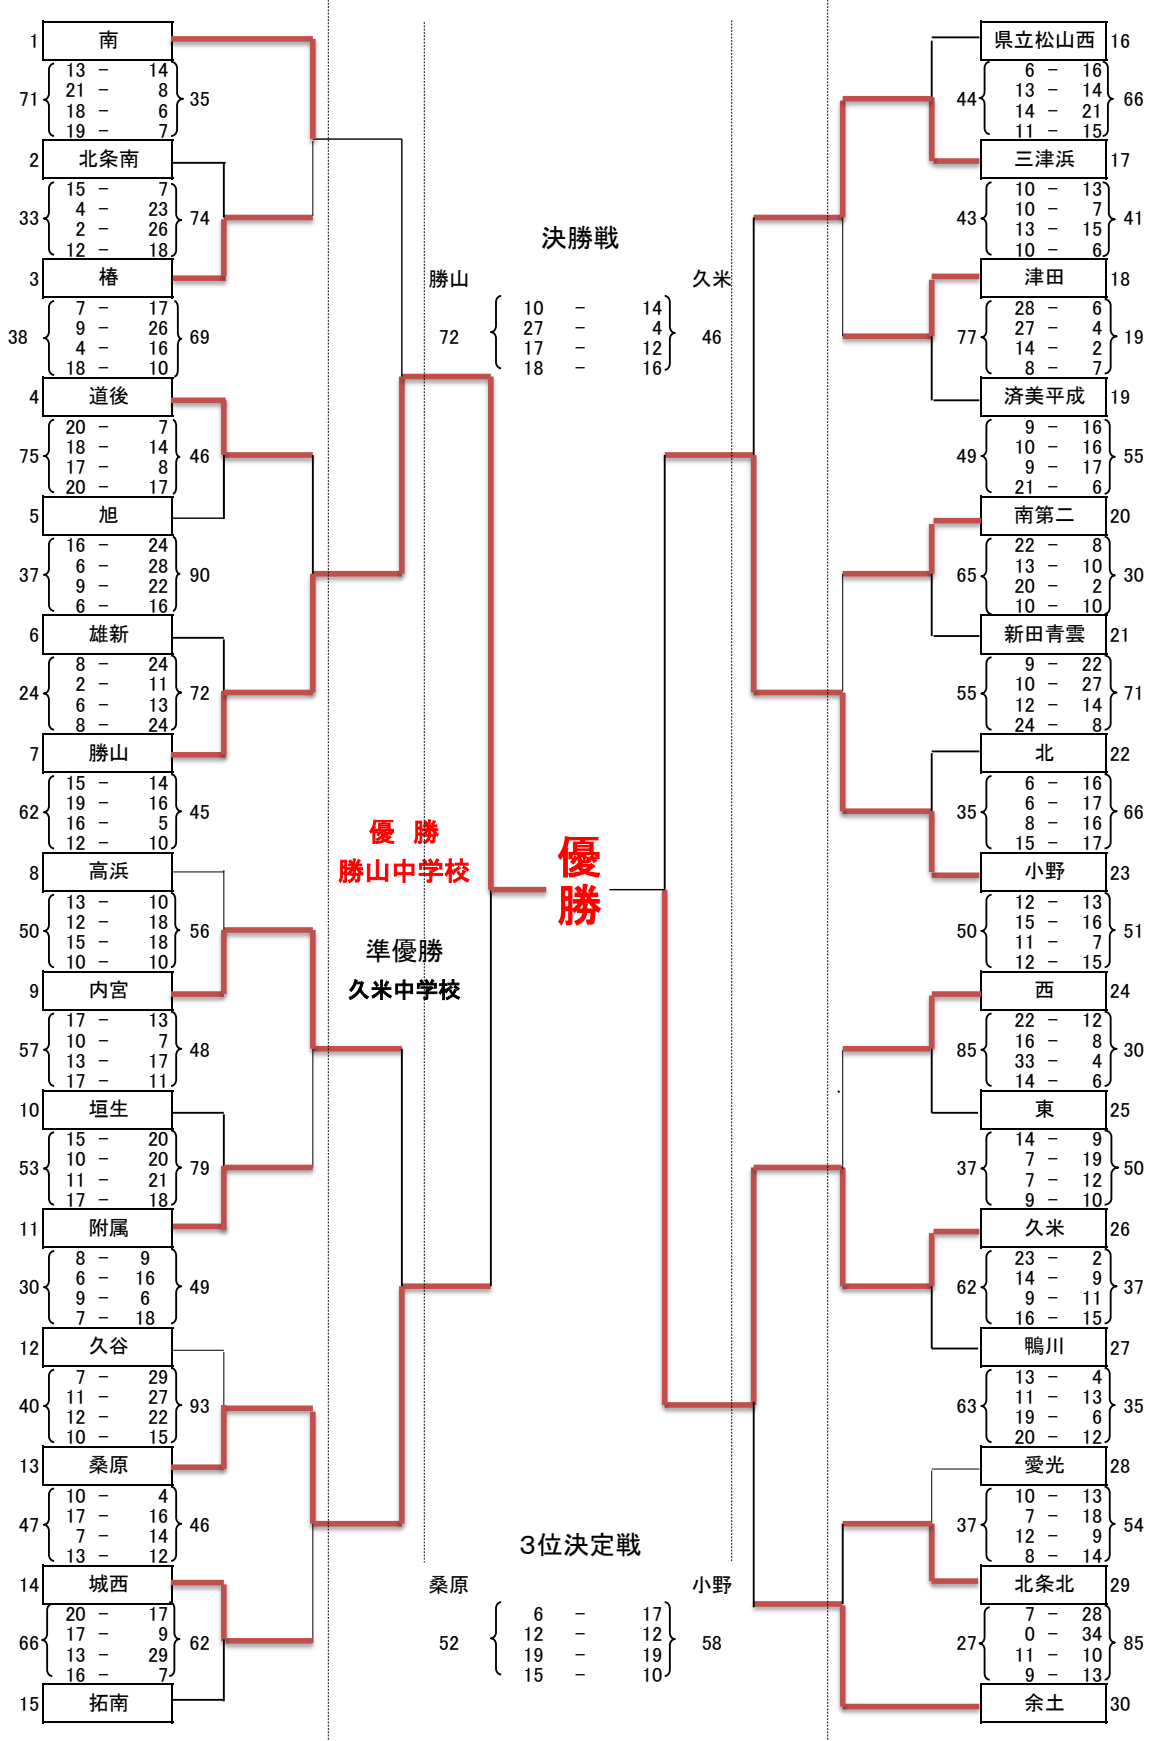 1 南
13 - 14
71 21 - 8 35
18 - 6
19 - 7
2 北条南
15 - 7
33 4 - 23 74
2 - 26
12 - 18
3 椿
7 - 17
38 9 - 26 69
4 - 16
18 - 10
4 道後
20 - 7
75 18 - 14 46
17 - 8
20 - 17
5 旭
16 - 24
37 6 - 28 90
9 - 22
6 - 16
6 雄新
8 - 24
24 2 - 11 72
6 - 13
8 - 24
7 勝山
15 - 14
62 19 - 16 45
16 - 5
12 - 10
8 高浜
13 - 10
50 12 - 18 56
15 - 18
10 - 10
9 内宮
17 - 13
57 10 - 7 48
13 - 17
17 - 11
10 垣生
15 - 20
53 10 - 20 79
11 - 21
17 - 18
11 附属
8 - 9
30 6 - 16 49
9 - 6
7 - 18
12 久谷
7 - 29
40 11 - 27 93
12 - 22
10 - 15
13 桑原
10 - 4
47 17 - 16 46
7 - 14
13 - 12
14 城西
20 - 17
66 17 - 9 62
13 - 29
16 - 7
15 拓南
決勝戦
勝山 久米
10 - 14
72 27 - 4 46
17 - 12
18 - 16
優 勝
勝山中学校
優勝
準優勝
久米中学校
3位決定戦
桑原 小野
6 - 17
52 12 - 12 58
19 - 19
15 - 10
県立松山西 16
6 - 16
44 13 - 14 66
14 - 21
11 - 15
三津浜 17
10 - 13
43 10 - 7 41
13 - 15
10 - 6
津田 18
28 - 6
77 27 - 4 19
14 - 2
8 - 7
済美平成 19
9 - 16
49 10 - 16 55
9 - 17
21 - 6
南第二 20
22 - 8
65 13 - 10 30
20 - 2
10 - 10
新田青雲 21
9 - 22
55 10 - 27 71
12 - 14
24 - 8
北 22
6 - 16
35 6 - 17 66
8 - 16
15 - 17
小野 23
12 - 13
50 15 - 16 51
11 - 7
12 - 15
西 24
22 - 12
85 16 - 8 30
33 - 4
14 - 6
東 25
14 - 9
37 7 - 19 50
7 - 12
9 - 10
久米 26
23 - 2
62 14 - 9 37
9 - 11
16 - 15
鴨川 27
13 - 4
63 11 - 13 35
19 - 6
20 - 12
愛光 28
10 - 13
37 7 - 18 54
12 - 9
8 - 14
北条北 29
7 - 28
27 0 - 34 85
11 - 10
9 - 13
余土 30